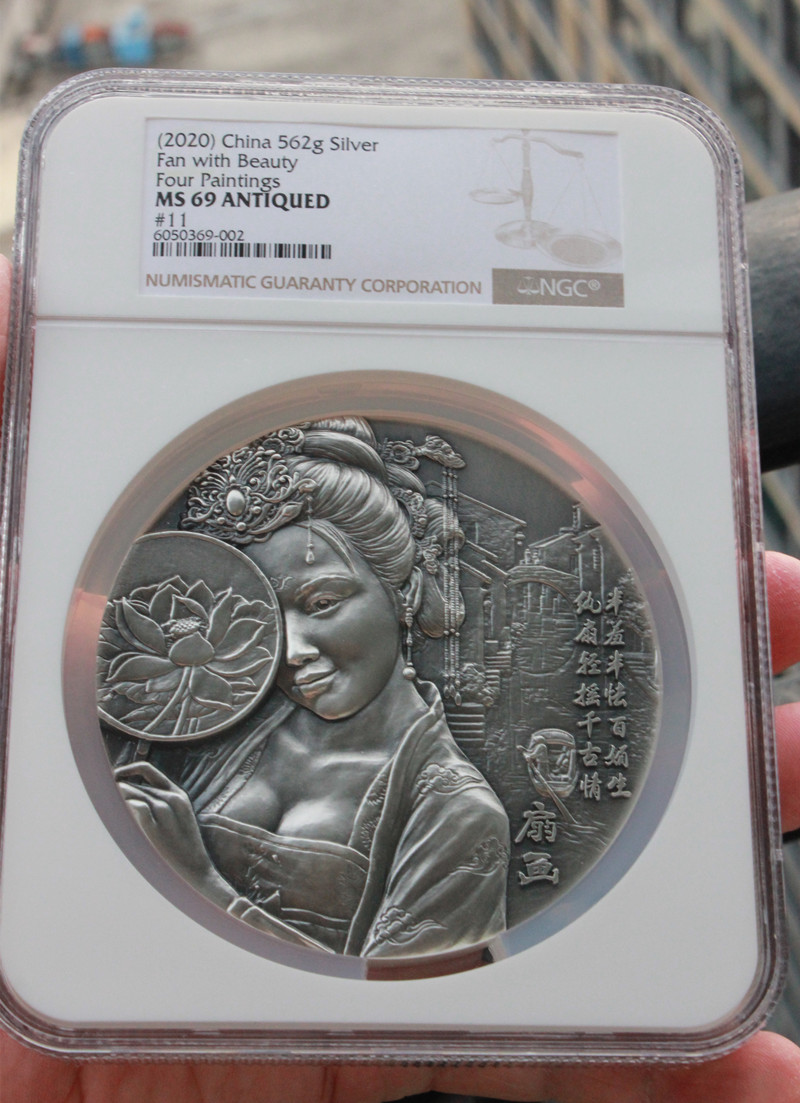 (2020) China 562g Silver
Fan with Beauty
Four Paintings
MS 69 ANTIQUED
#11
6050369-002
NUMISMATIC GUARANTY CORPORATION
NGC®
半羞半怯百媚生
纨扇轻摇千古情
扇画